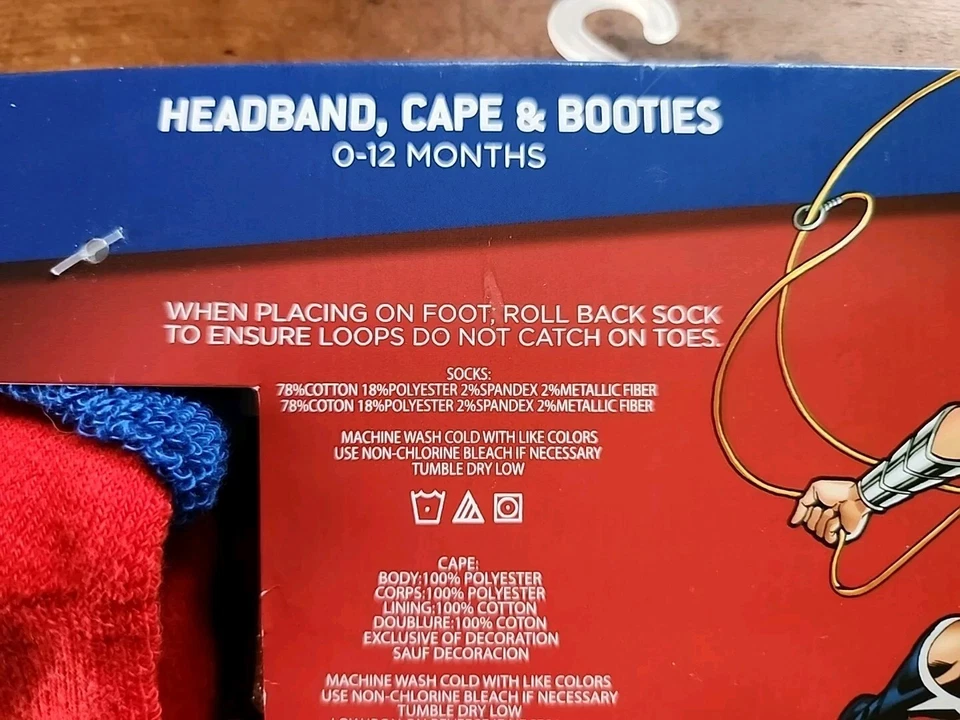 HEADBAND, CAPE & BOOTIES
0-12 MONTHS
WHEN PLACING ON FOOT, ROLL BACK SOCK
TO ENSURE LOOPS DO NOT CATCH ON TOES.
SOCKS:
78%COTTON 18%POLYESTER 2%SPANDEX 2%METALLIC FIBER
78%COTON 18%POLYESTER 2%SPANDEX 2%METALLIC FIBER
MACHINE WASH COLD WITH LIKE COLORS
USE NON-CHLORINE BLEACH IF NECESSARY
TUMBLE DRY LOW
CAPE:
BODY:100% POLYESTER
CORPS:100% POLYESTER
LINING:100% COTTON
DOUBLURE:100% COTON
EXCLUSIVE OF DECORATION
SAUF DECORACION
MACHINE WASH COLD WITH LIKE COLORS
USE NON-CHLORINE BLEACH IF NECESSARY
TUMBLE DRY LOW